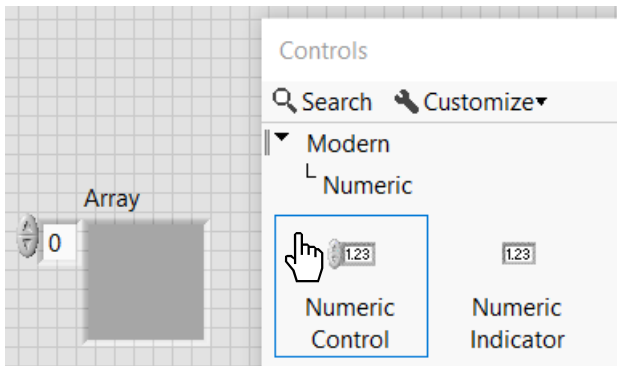 Controls
Search Customize▾
Modern
Numeric
Array
0
1.23 1.23
Numeric Numeric
Control Indicator